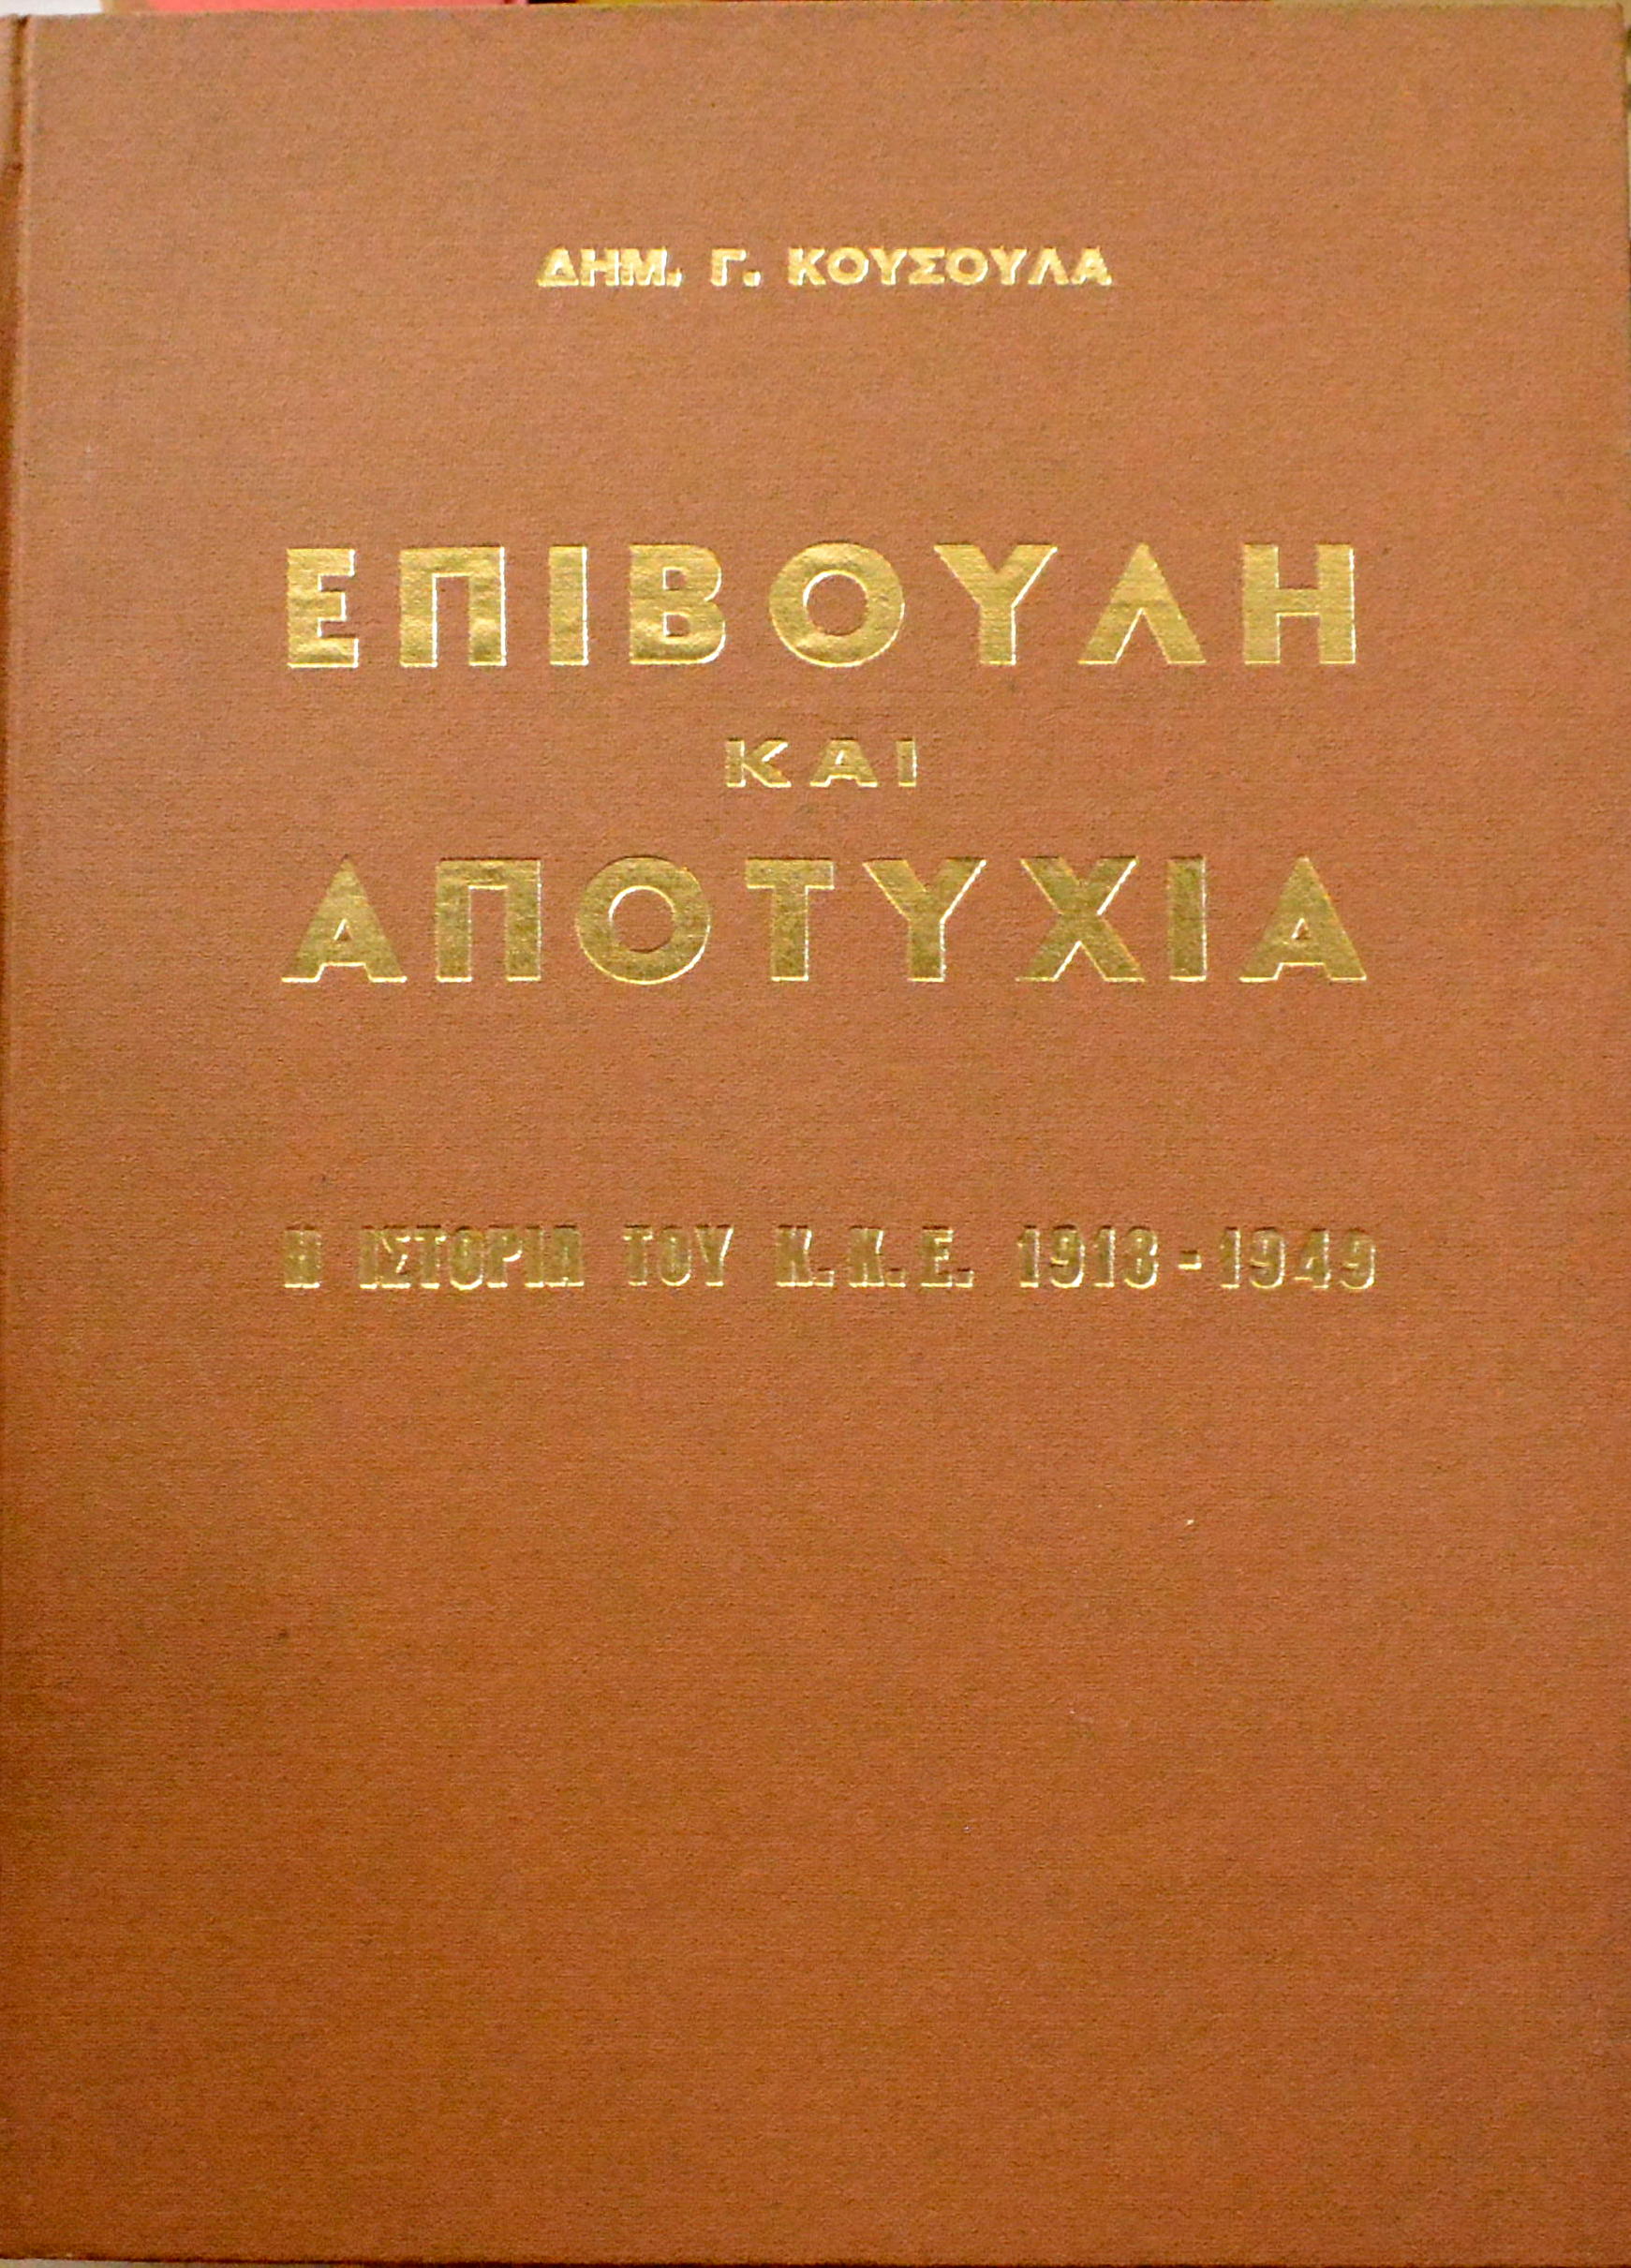 ΔΗΜ. Γ. ΚΟΥΣΟΥΛΑ
ΕΠΙΒΟΥΛΗ
ΚΑΙ
ΑΠΟΤΥΧΙΑ
Η ΙΣΤΟΡΙΑ ΤΟΥ Κ.Κ.Ε. 1918-1949